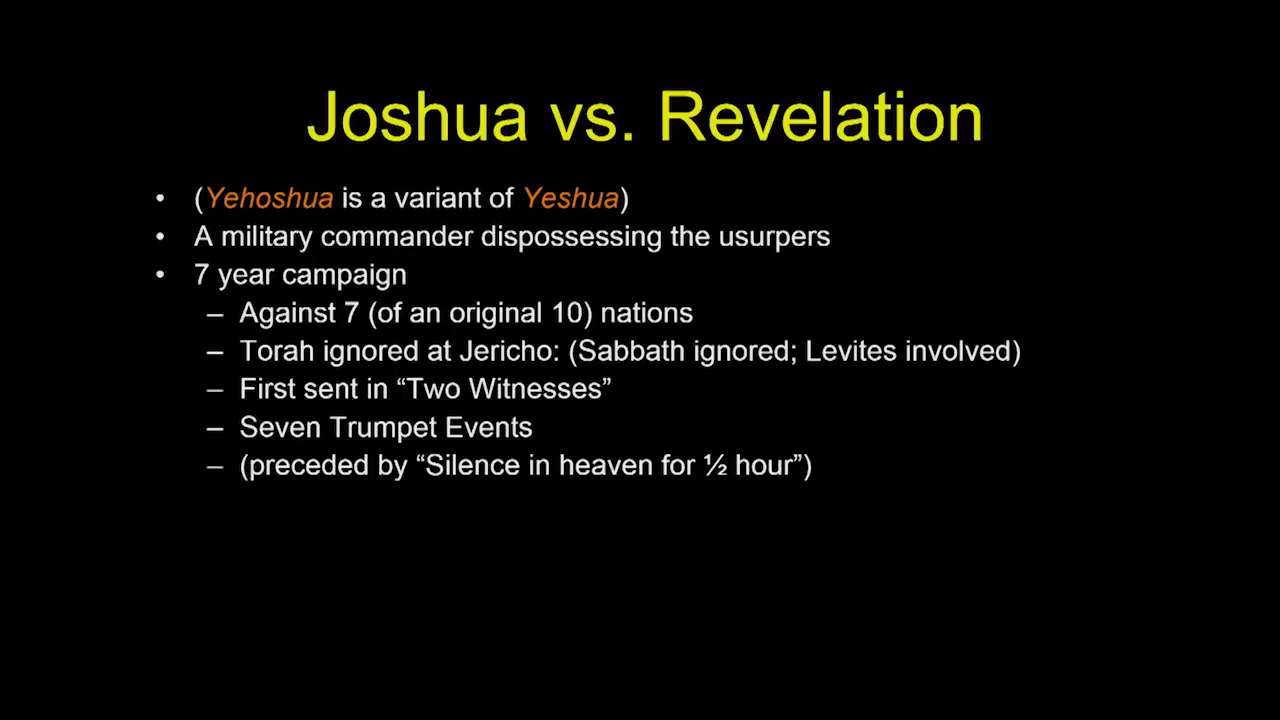 Joshua vs. Revelation
• (Yehoshua is a variant of Yeshua)
• A military commander dispossessing the usurpers
• 7 year campaign
– Against 7 (of an original 10) nations
– Torah ignored at Jericho: (Sabbath ignored; Levites involved)
– First sent in “Two Witnesses”
– Seven Trumpet Events
– (preceded by “Silence in heaven for ½ hour”)